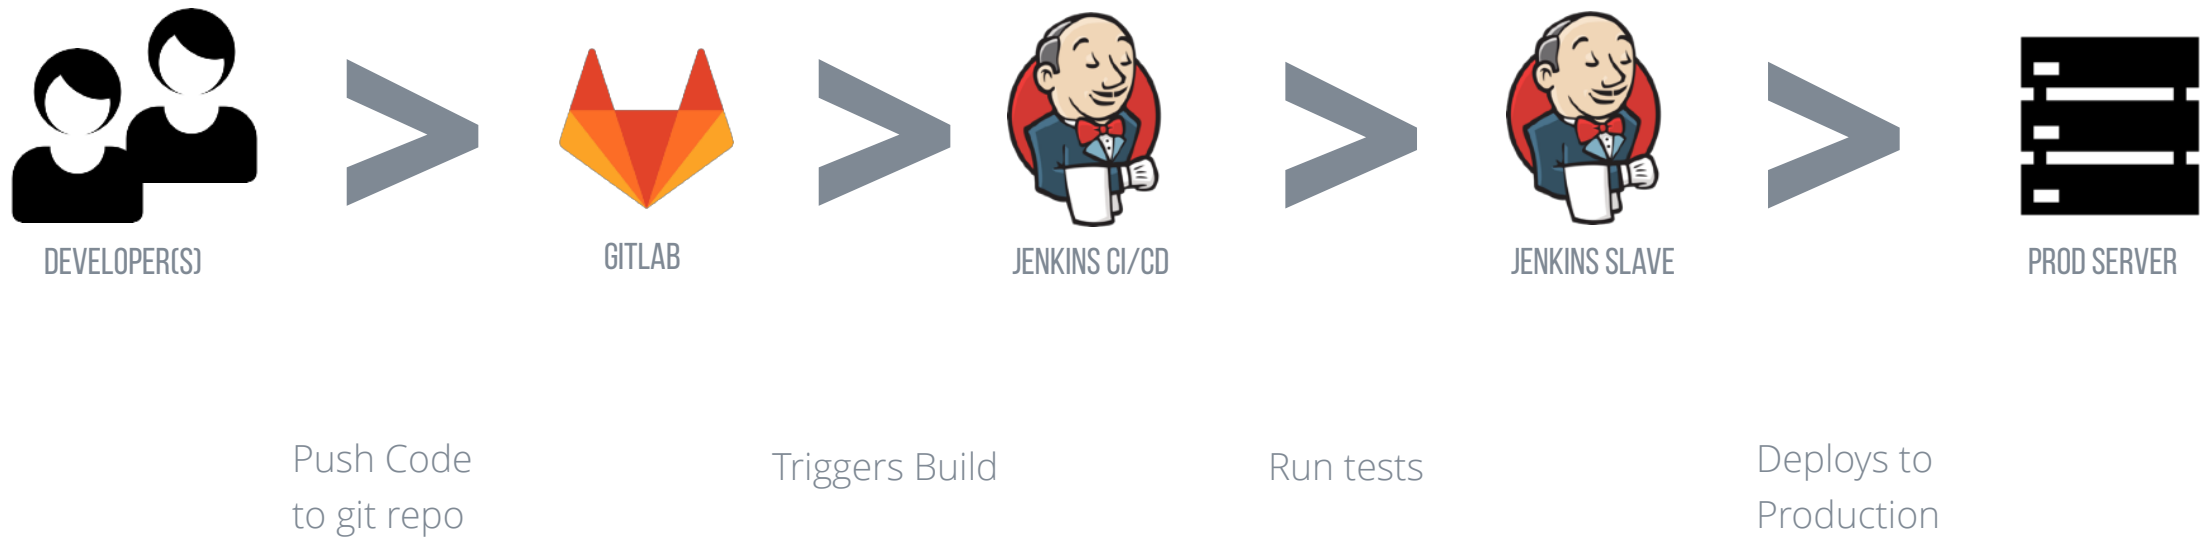 DEVELOPER(S)
GITLAB
JENKINS CI/CD
JENKINS SLAVE
PROD SERVER
Push Code
to git repo
Triggers Build
Run tests
Deploys to
Production